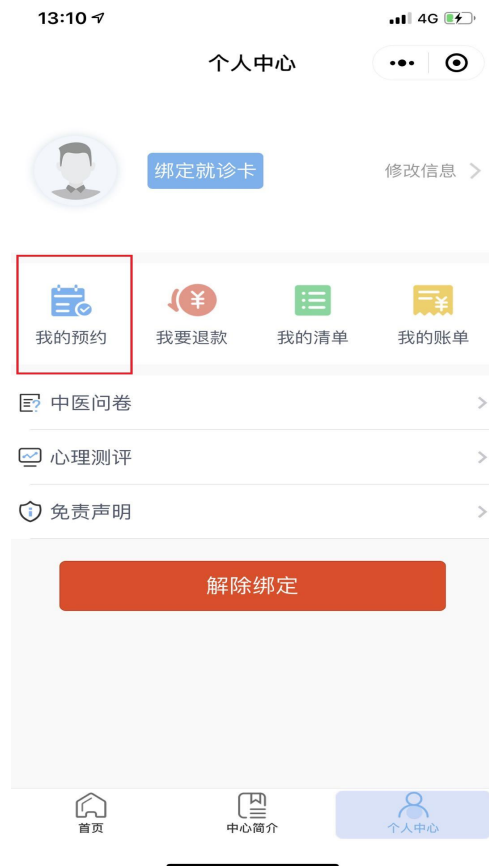 13:10
4G
个人中心
绑定就诊卡
修改信息
我的预约
我要退款
我的清单
我的账单
中医问卷
心理测评
免责声明
解除绑定
首页
中心简介
个人中心